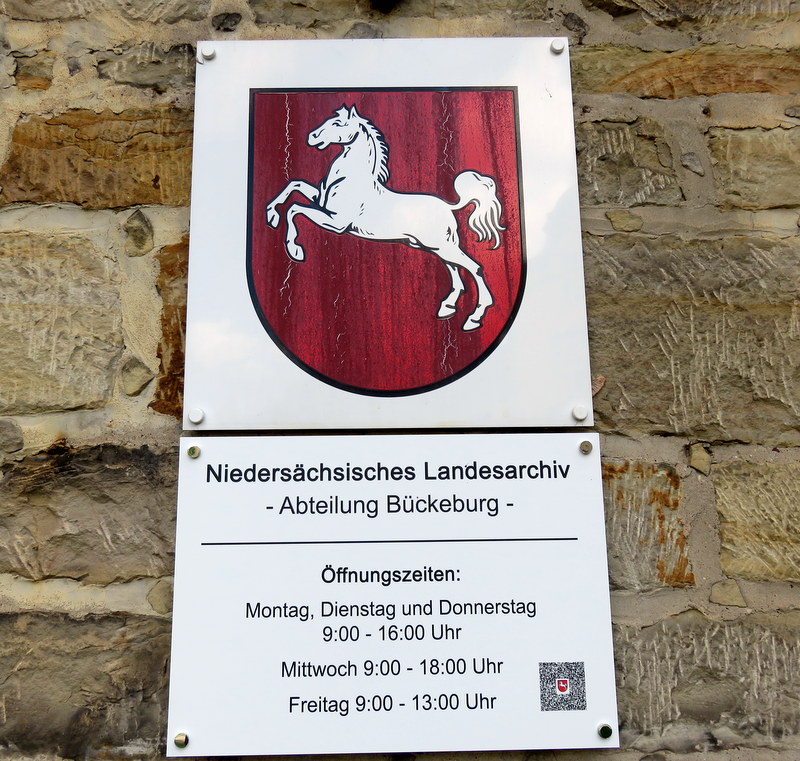 Niedersächsisches Landesarchiv
- Abteilung Bückeburg -
Öffnungszeiten:
Montag, Dienstag und Donnerstag
9:00 - 16:00 Uhr
Mittwoch 9:00 - 18:00 Uhr
Freitag 9:00 - 13:00 Uhr